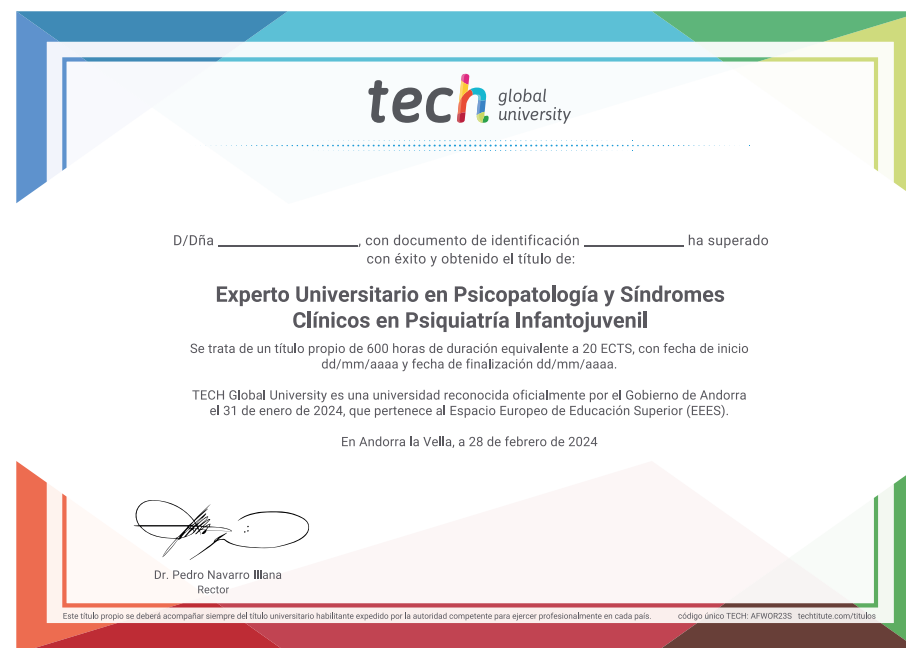 tech global university
D/Dña ____________________, con documento de identificación ______________ ha superado
con éxito y obtenido el título de:
Experto Universitario en Psicopatología y Síndromes
Clínicos en Psiquiatría Infantojuvenil
Se trata de un título propio de 600 horas de duración equivalente a 20 ECTS, con fecha de inicio
dd/mm/aaaa y fecha de finalización dd/mm/aaaa.
TECH Global University es una universidad reconocida oficialmente por el Gobierno de Andorra
el 31 de enero de 2024, que pertenece al Espacio Europeo de Educación Superior (EEES).
En Andorra la Vella, a 28 de febrero de 2024
Dr. Pedro Navarro Illana
Rector
Este título propio se deberá acompañar siempre del título universitario habilitante expedido por la autoridad competente para ejercer profesionalmente en cada país. código único TECH: AFWOR23S techtitute.com/titulos